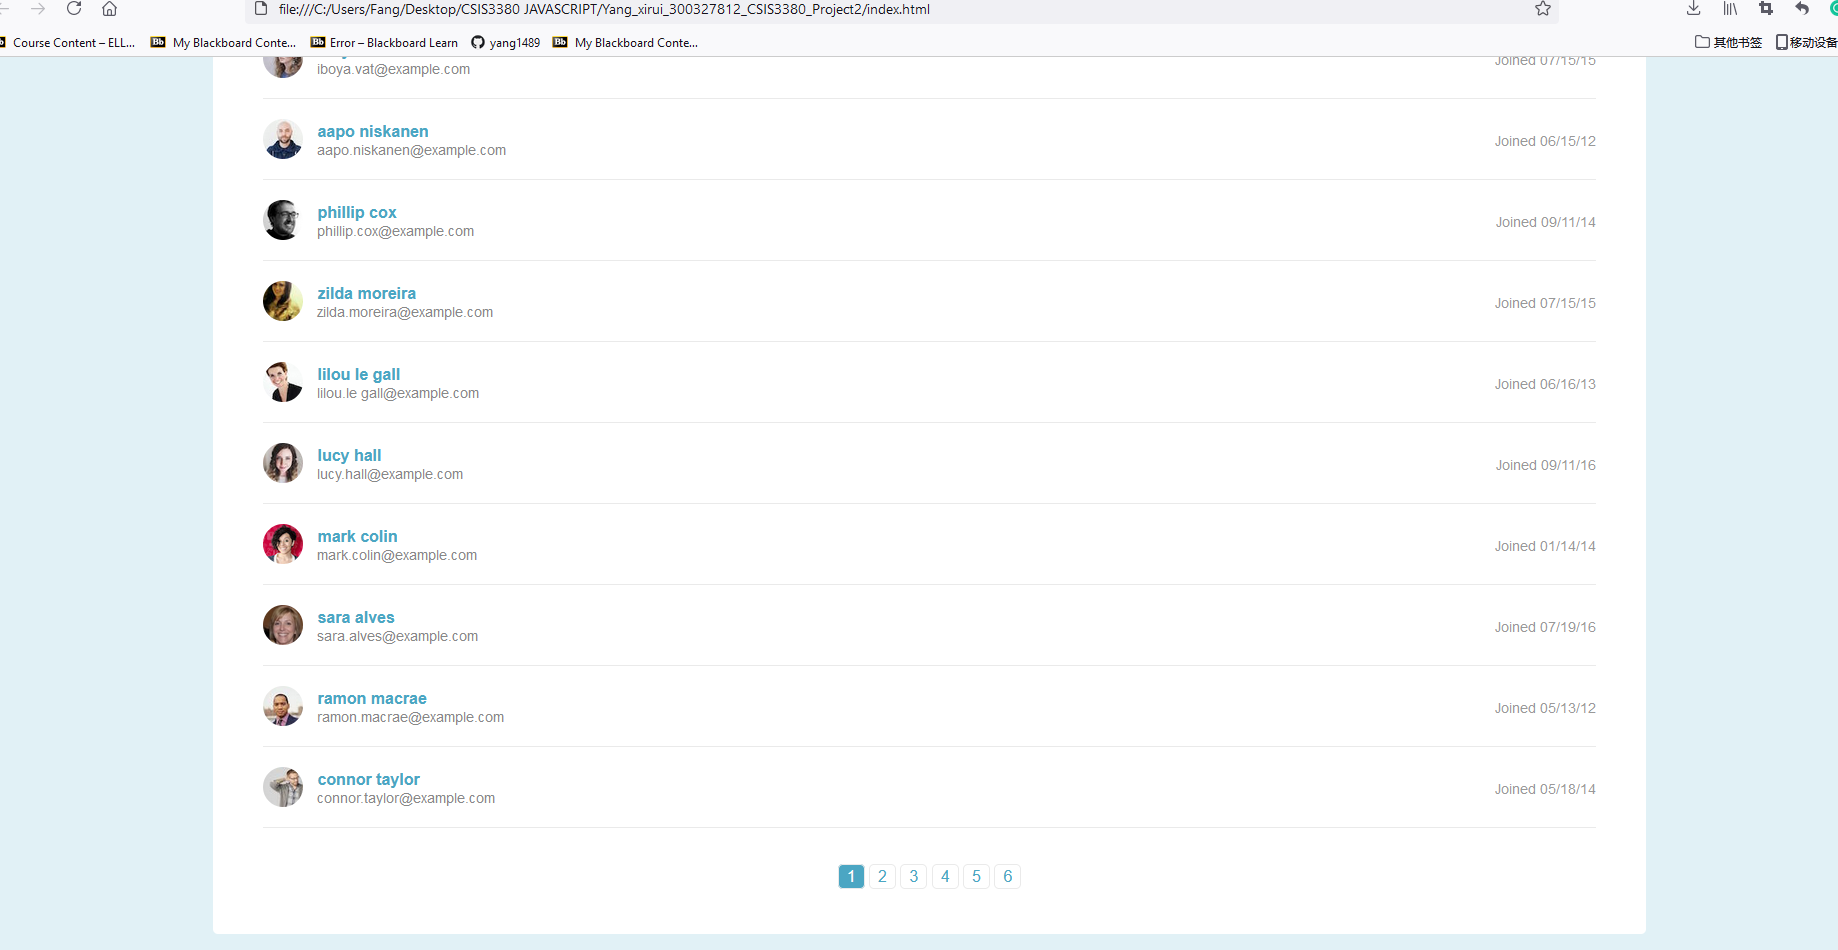 file:///C:/Users/Fang/Desktop/CSIS3380 JAVASCRIPT/Yang_xirui_300327812_CSIS3380_Project2/index.html
Course Content – ELL... Bb My Blackboard Conte... Bb Error – Blackboard Learn yang1489 Bb My Blackboard Conte... 其他书签 移动设备
iboya.vat@example.com
Joined 07/15/15
aapo niskanen
aapo.niskanen@example.com
Joined 06/15/12
phillip cox
phillip.cox@example.com
Joined 09/11/14
zilda moreira
zilda.moreira@example.com
Joined 07/15/15
lilou le gall
lilou.le gall@example.com
Joined 06/16/13
lucy hall
lucy.hall@example.com
Joined 09/11/16
mark colin
mark.colin@example.com
Joined 01/14/14
sara alves
sara.alves@example.com
Joined 07/19/16
ramon macrae
ramon.macrae@example.com
Joined 05/13/12
connor taylor
connor.taylor@example.com
Joined 05/18/14
1 2 3 4 5 6